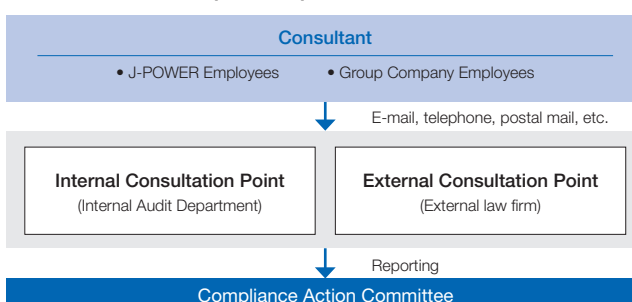 Consultant
• J-POWER Employees • Group Company Employees
E-mail, telephone, postal mail, etc.
Internal Consultation Point
(Internal Audit Department)
External Consultation Point
(External law firm)
Reporting
Compliance Action Committee